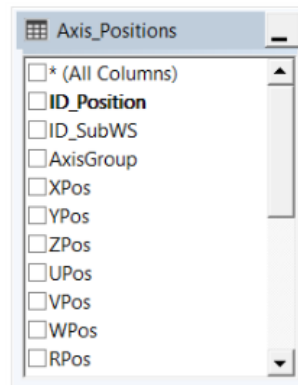 Axis_Positions
* (All Columns)
ID_Position
ID_SubWS
AxisGroup
XPos
YPos
ZPos
UPos
VPos
WPos
RPos